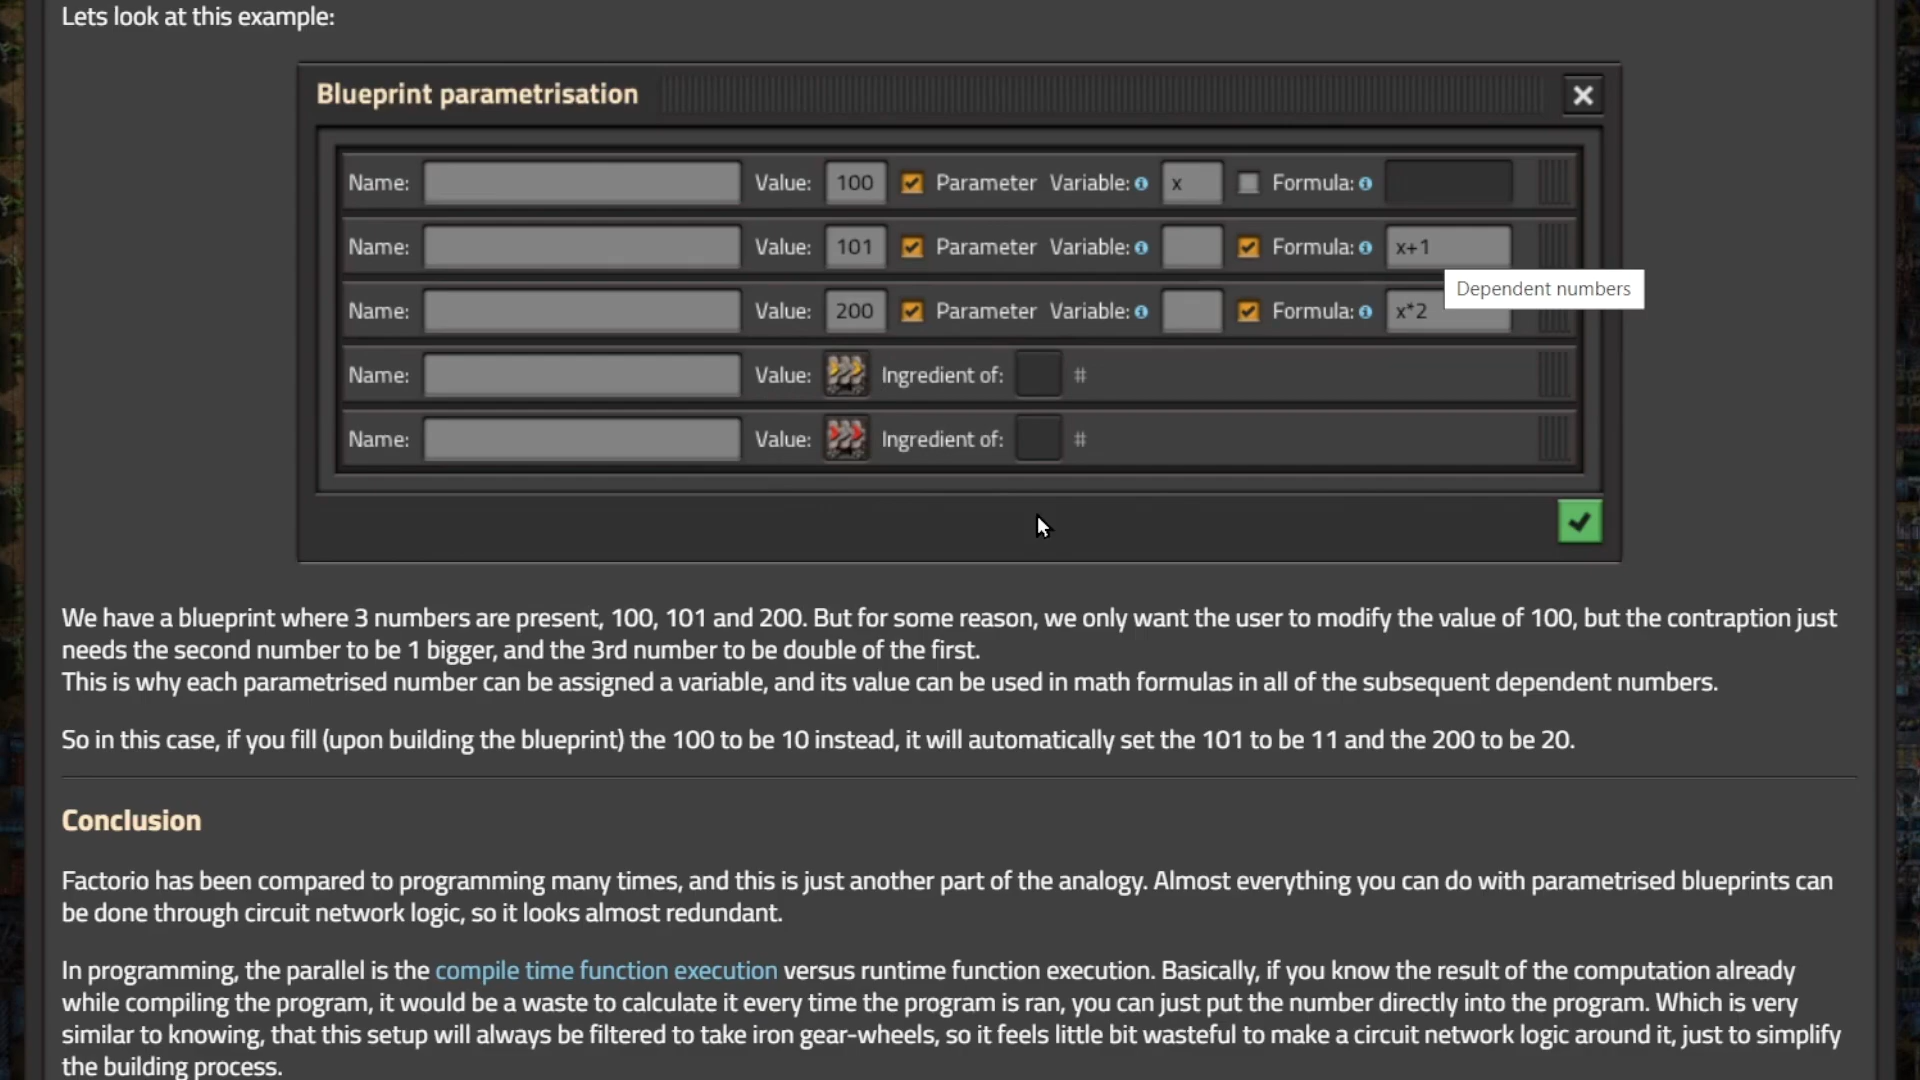 Lets look at this example:
Blueprint parametrisation
Name: Value: 100 Parameter Variable: x Formula:
Name: Value: 101 Parameter Variable: Formula: x+1
Dependent numbers
Name: Value: 200 Parameter Variable: Formula: x*2
Name: Value: Ingredient of: #
Name: Value: Ingredient of: #
We have a blueprint where 3 numbers are present, 100, 101 and 200. But for some reason, we only want the user to modify the value of 100, but the contraption just
needs the second number to be 1 bigger, and the 3rd number to be double of the first.
This is why each parametrised number can be assigned a variable, and its value can be used in math formulas in all of the subsequent dependent numbers.
So in this case, if you fill (upon building the blueprint) the 100 to be 10 instead, it will automatically set the 101 to be 11 and the 200 to be 20.
Conclusion
Factorio has been compared to programming many times, and this is just another part of the analogy. Almost everything you can do with parametrised blueprints can
be done through circuit network logic, so it looks almost redundant.
In programming, the parallel is the compile time function execution versus runtime function execution. Basically, if you know the result of the computation already
while compiling the program, it would be a waste to calculate it every time the program is ran, you can just put the number directly into the program. Which is very
similar to knowing, that this setup will always be filtered to take iron gear-wheels, so it feels little bit wasteful to make a circuit network logic around it, just to simplify
the building process.